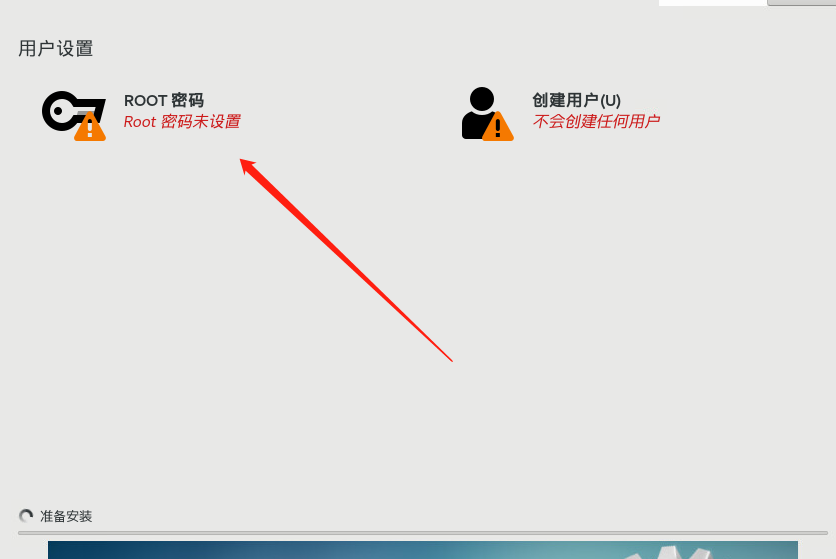 用户设置
ROOT 密码
Root 密码未设置
创建用户(U)
不会创建任何用户
准备安装